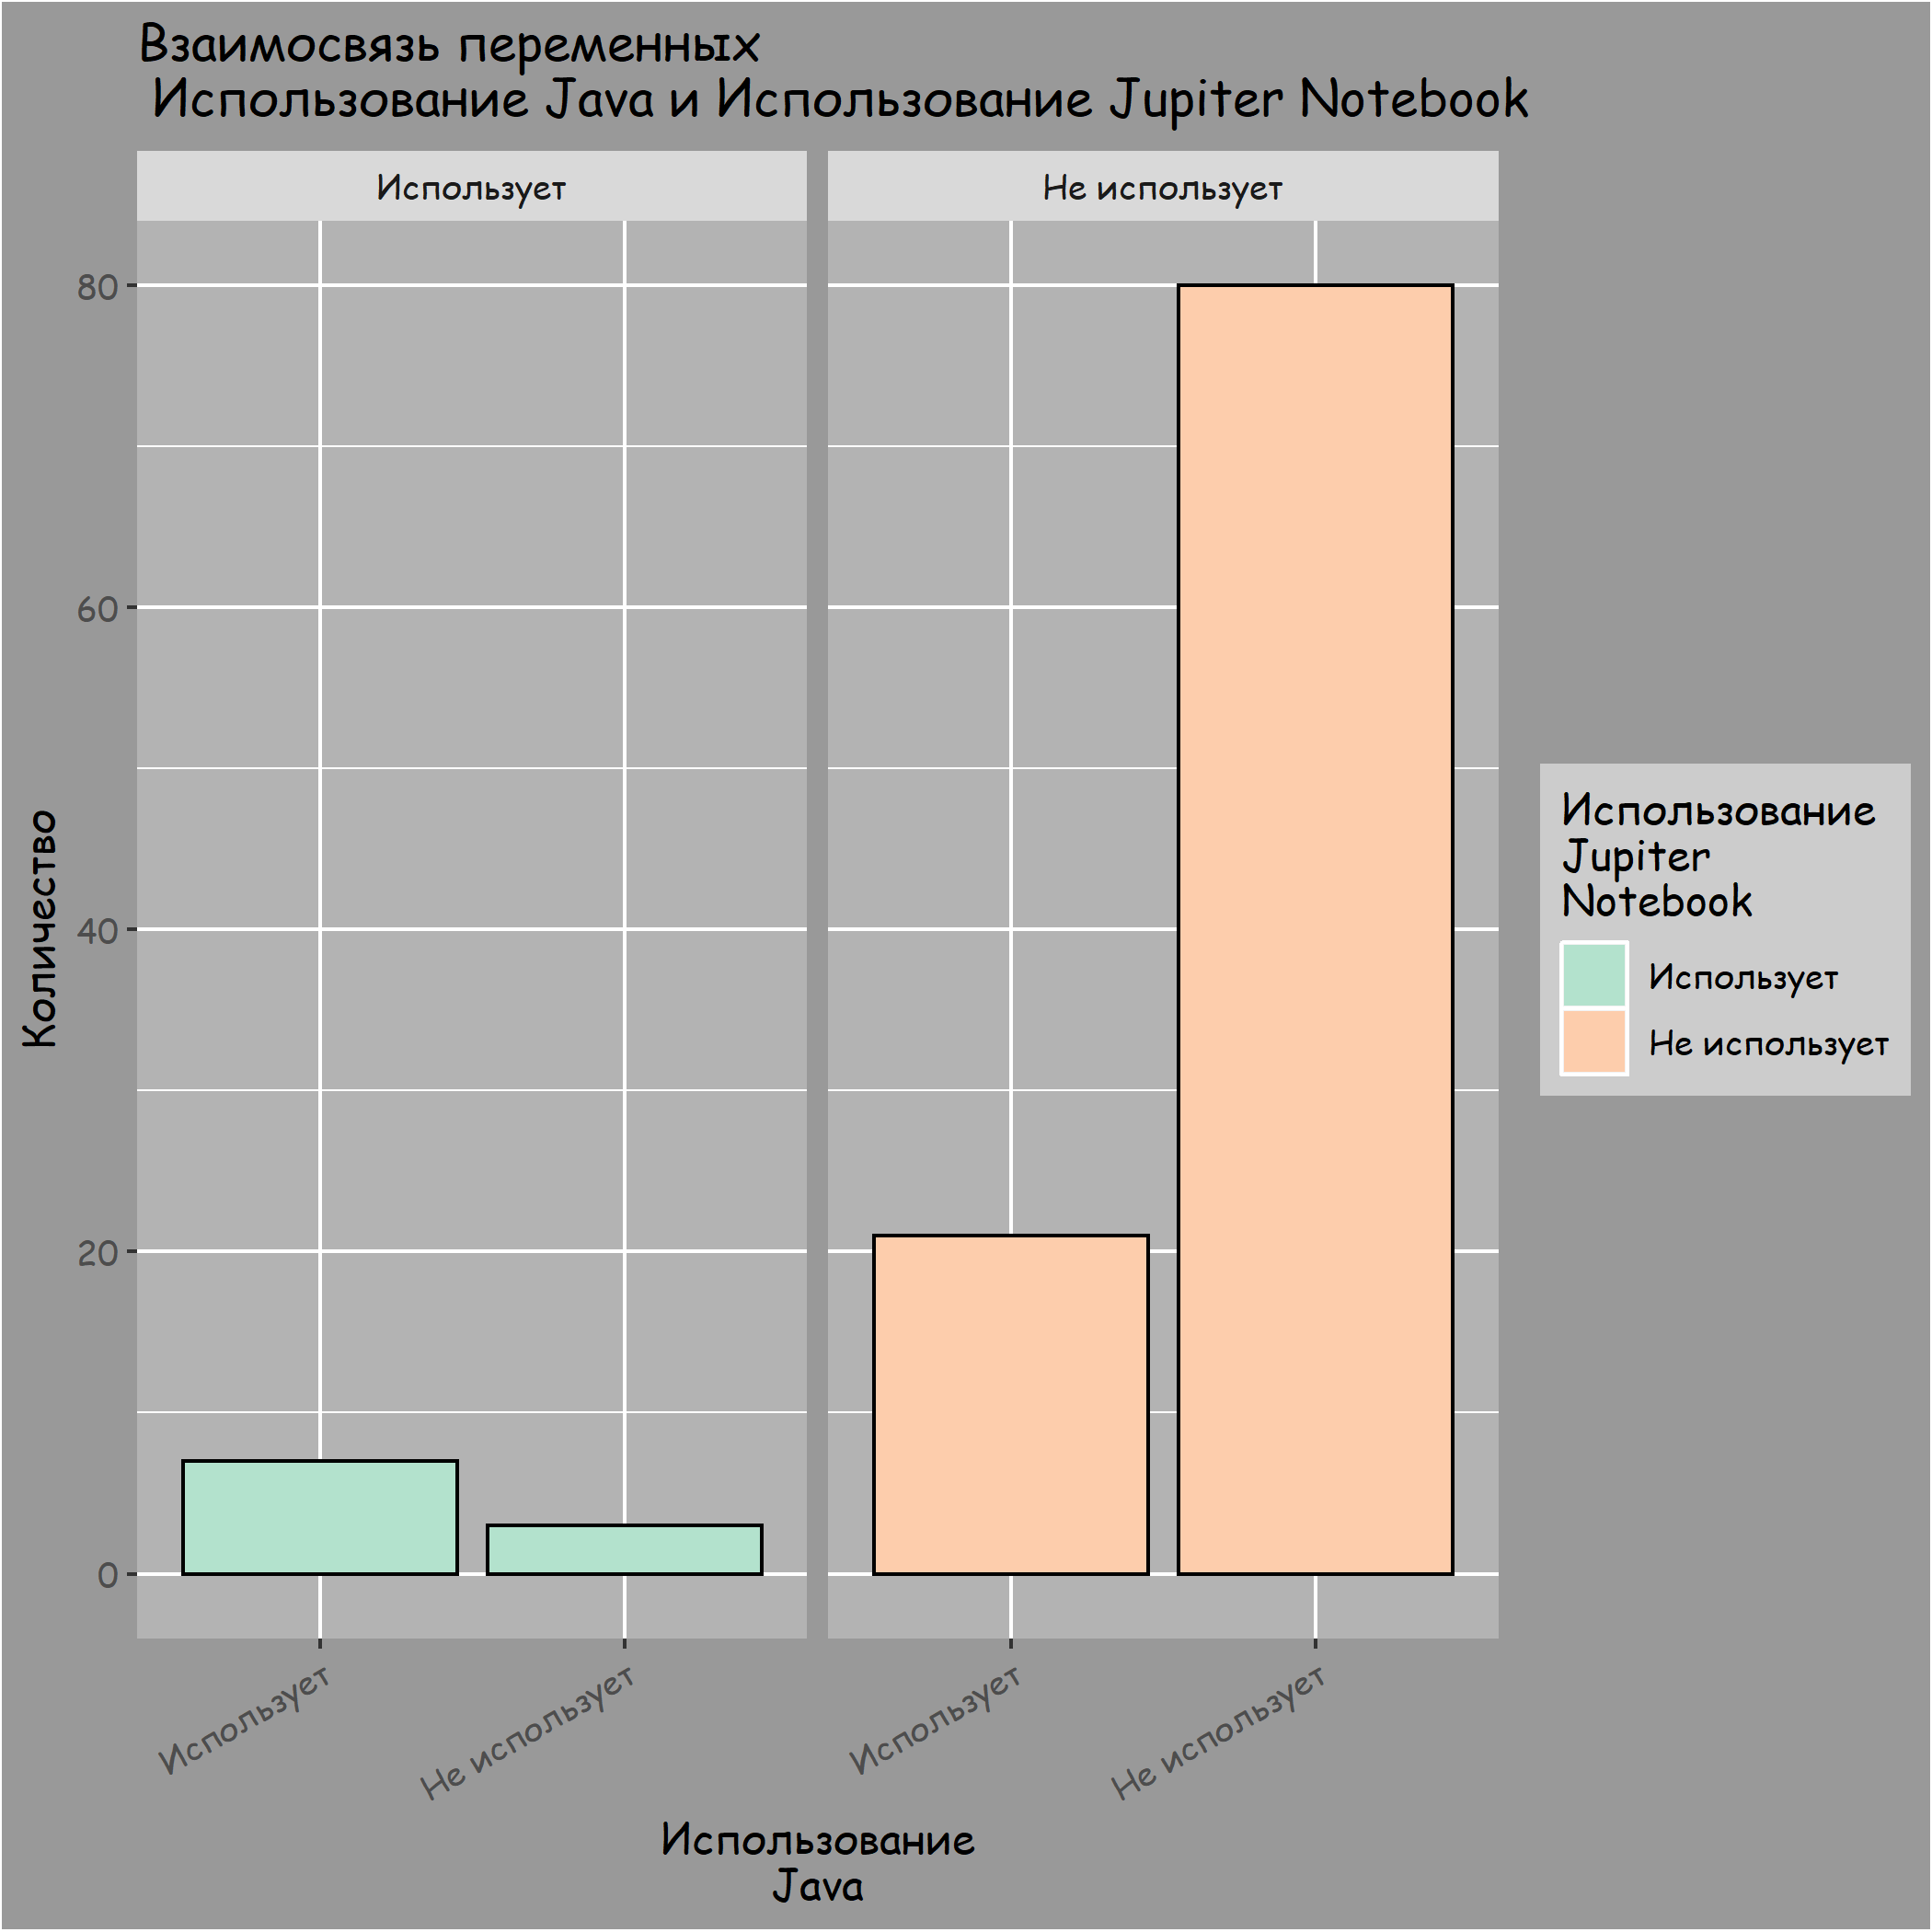 Взаимосвязь переменных
Использование Java и Использование Jupiter Notebook
Использует
Не использует
80
60
40
20
0
Количество
Использует
Не использует
Использует
Не использует
Использование
Java
Использование
Jupiter
Notebook
Использует
Не использует